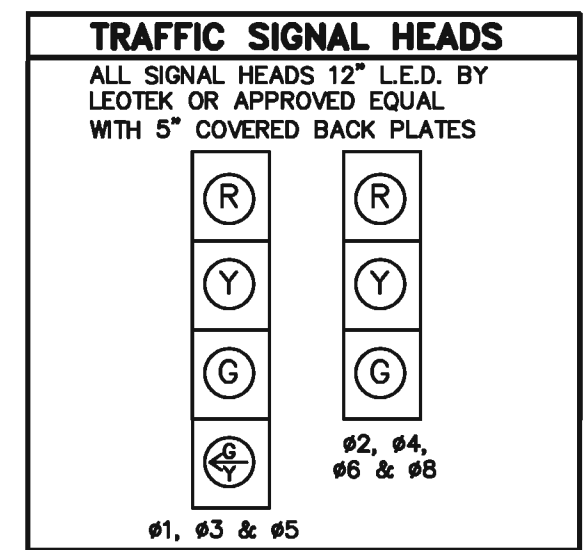 TRAFFIC SIGNAL HEADS
ALL SIGNAL HEADS 12" L.E.D. BY
LEOTEK OR APPROVED EQUAL
WITH 5" COVERED BACK PLATES
R
Y
G
G
Y
ø1, ø3 & ø5
R
Y
G
ø2, ø4,
ø6 & ø8